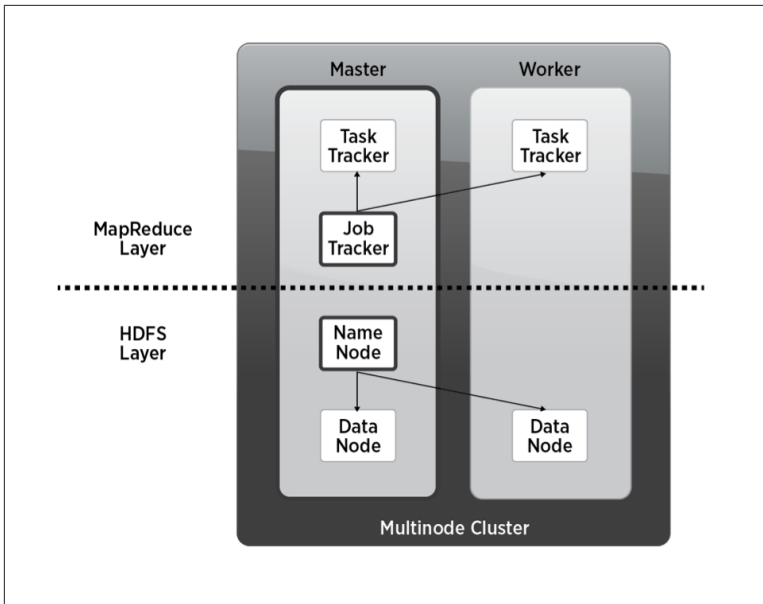 Master
Worker
Task
Tracker
Task
Tracker
MapReduce
Layer
Job
Tracker
HDFS
Layer
Name
Node
Data
Node
Data
Node
Multinode Cluster